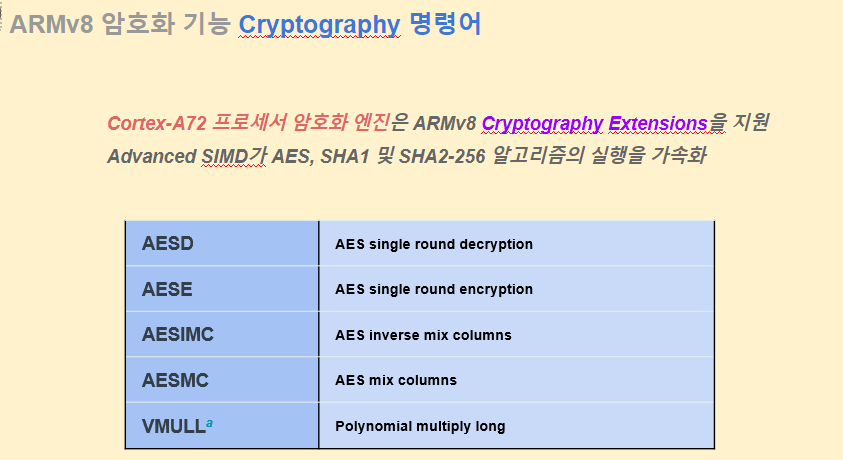 ARMv8 암호화 기능 Cryptography 명령어
Cortex-A72 프로세서 암호화 엔진은 ARMv8 Cryptography Extensions을 지원
Advanced SIMD가 AES, SHA1 및 SHA2-256 알고리즘의 실행을 가속화
AESD AES single round decryption
AESE AES single round encryption
AESIMC AES inverse mix columns
AESMC AES mix columns
VMULLa Polynomial multiply long